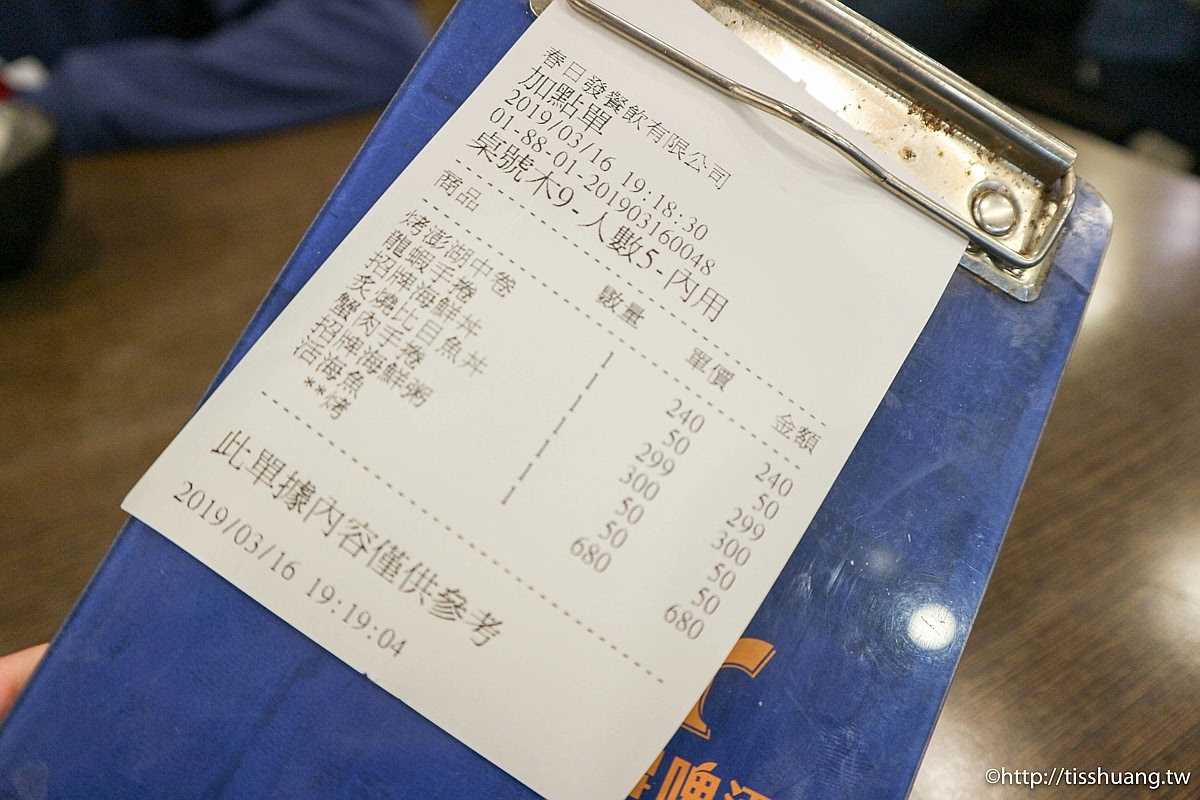 春日發餐飲有限公司
加點單
2019/03/16 19:18:30
01-88-01-201903160048
桌號木9-人數5-內用
商品 數量 單價 金額
烤澎湖中卷 1 240 240
龍蝦手捲 1 50 50
招牌海鮮丼 1 299 299
炙燒比目魚丼 1 300 300
蟹肉手捲 1 50 50
招牌海鮮粥 1 50 50
活海魚 1 680 680
**烤
此單據內容僅供參考
2019/03/16 19:19:04
©http://tisshuang.tw